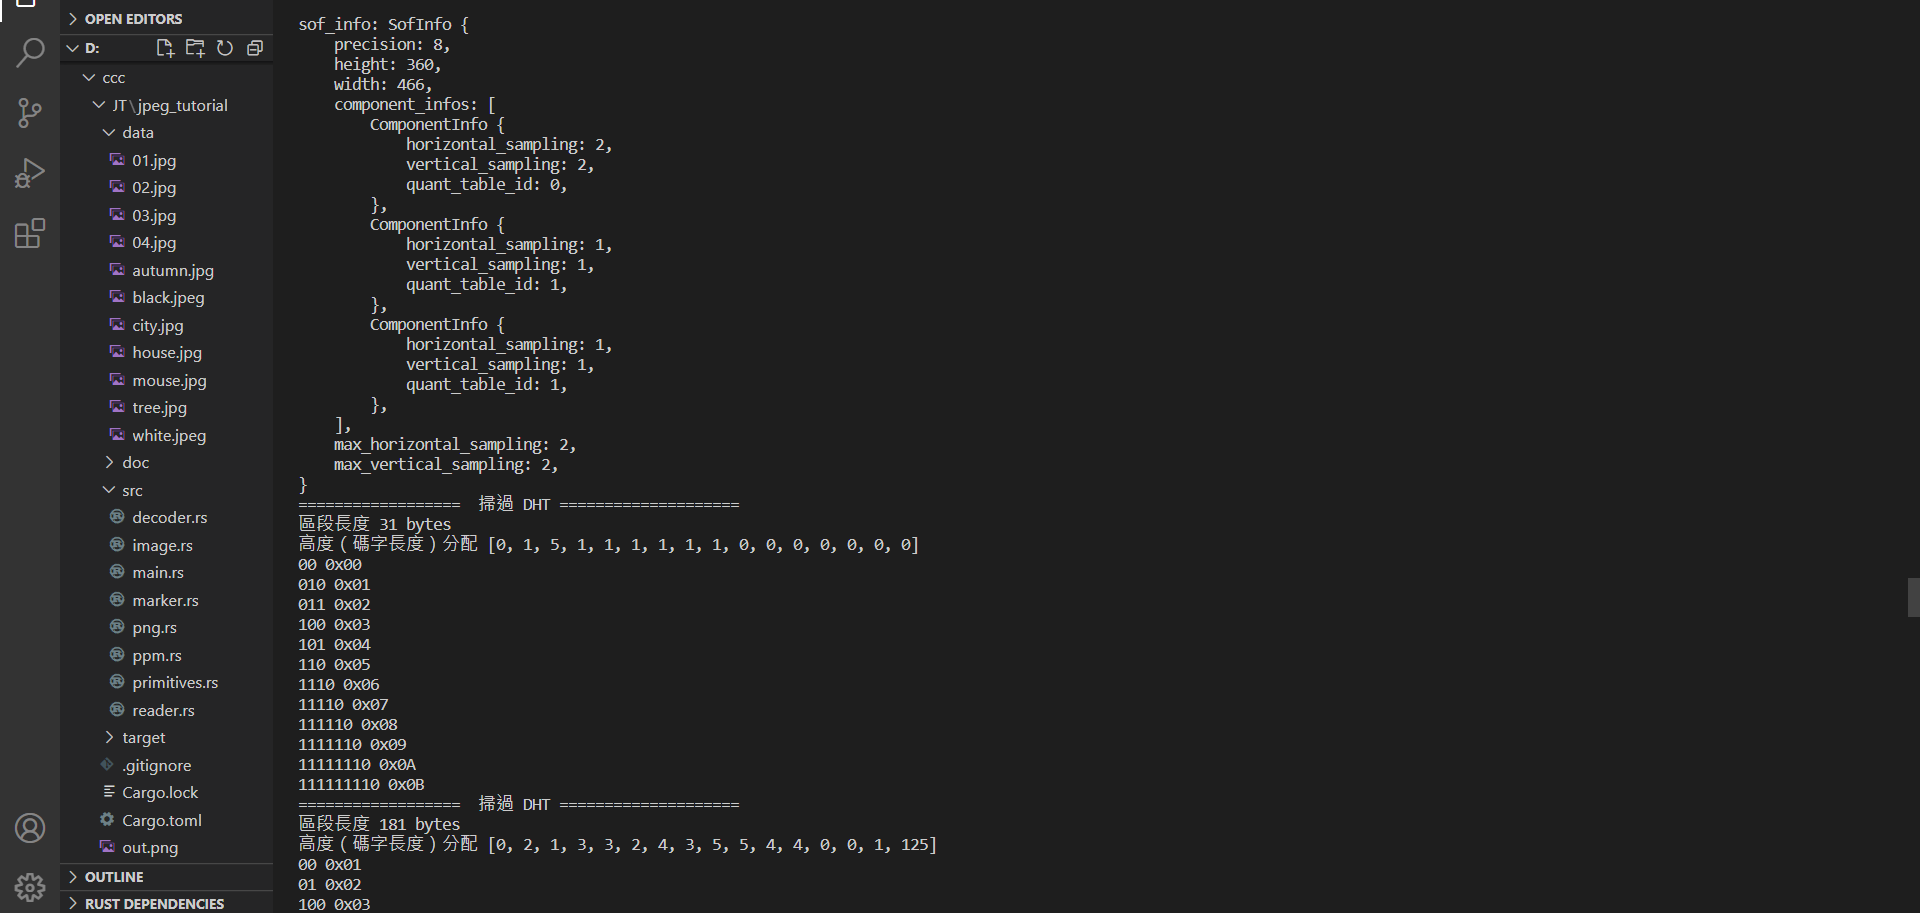 OPEN EDITORS
D:
ccc
JT\jpeg_tutorial
data
01.jpg
02.jpg
03.jpg
04.jpg
autumn.jpg
black.jpeg
city.jpg
house.jpg
mouse.jpg
tree.jpg
white.jpeg
doc
src
decoder.rs
image.rs
main.rs
marker.rs
png.rs
ppm.rs
primitives.rs
reader.rs
target
.gitignore
Cargo.lock
Cargo.toml
out.png
OUTLINE
RUST DEPENDENCIES
sof_info: SofInfo {
    precision: 8,
    height: 360,
    width: 466,
    component_infos: [
        ComponentInfo {
            horizontal_sampling: 2,
            vertical_sampling: 2,
            quant_table_id: 0,
        },
        ComponentInfo {
            horizontal_sampling: 1,
            vertical_sampling: 1,
            quant_table_id: 1,
        },
        ComponentInfo {
            horizontal_sampling: 1,
            vertical_sampling: 1,
            quant_table_id: 1,
        },
    ],
    max_horizontal_sampling: 2,
    max_vertical_sampling: 2,
}
==================  掃過 DHT ====================
區段長度 31 bytes
高度（碼字長度）分配 [0, 1, 5, 1, 1, 1, 1, 1, 1, 0, 0, 0, 0, 0, 0, 0]
00 0x00
010 0x01
011 0x02
100 0x03
101 0x04
110 0x05
1110 0x06
11110 0x07
111110 0x08
1111110 0x09
11111110 0x0A
111111110 0x0B
==================  掃過 DHT ====================
區段長度 181 bytes
高度（碼字長度）分配 [0, 2, 1, 3, 3, 2, 4, 3, 5, 5, 4, 4, 0, 0, 1, 125]
00 0x01
01 0x02
100 0x03